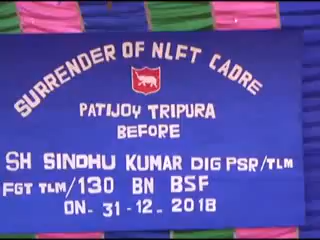 SURRENDER OF NLFT CADRE
PATIJOY TRIPURA
BEFORE
SH SINDHU KUMAR DIG PSR/TLM
FGT TLM/130 BN BSF
ON- 31-12-2018